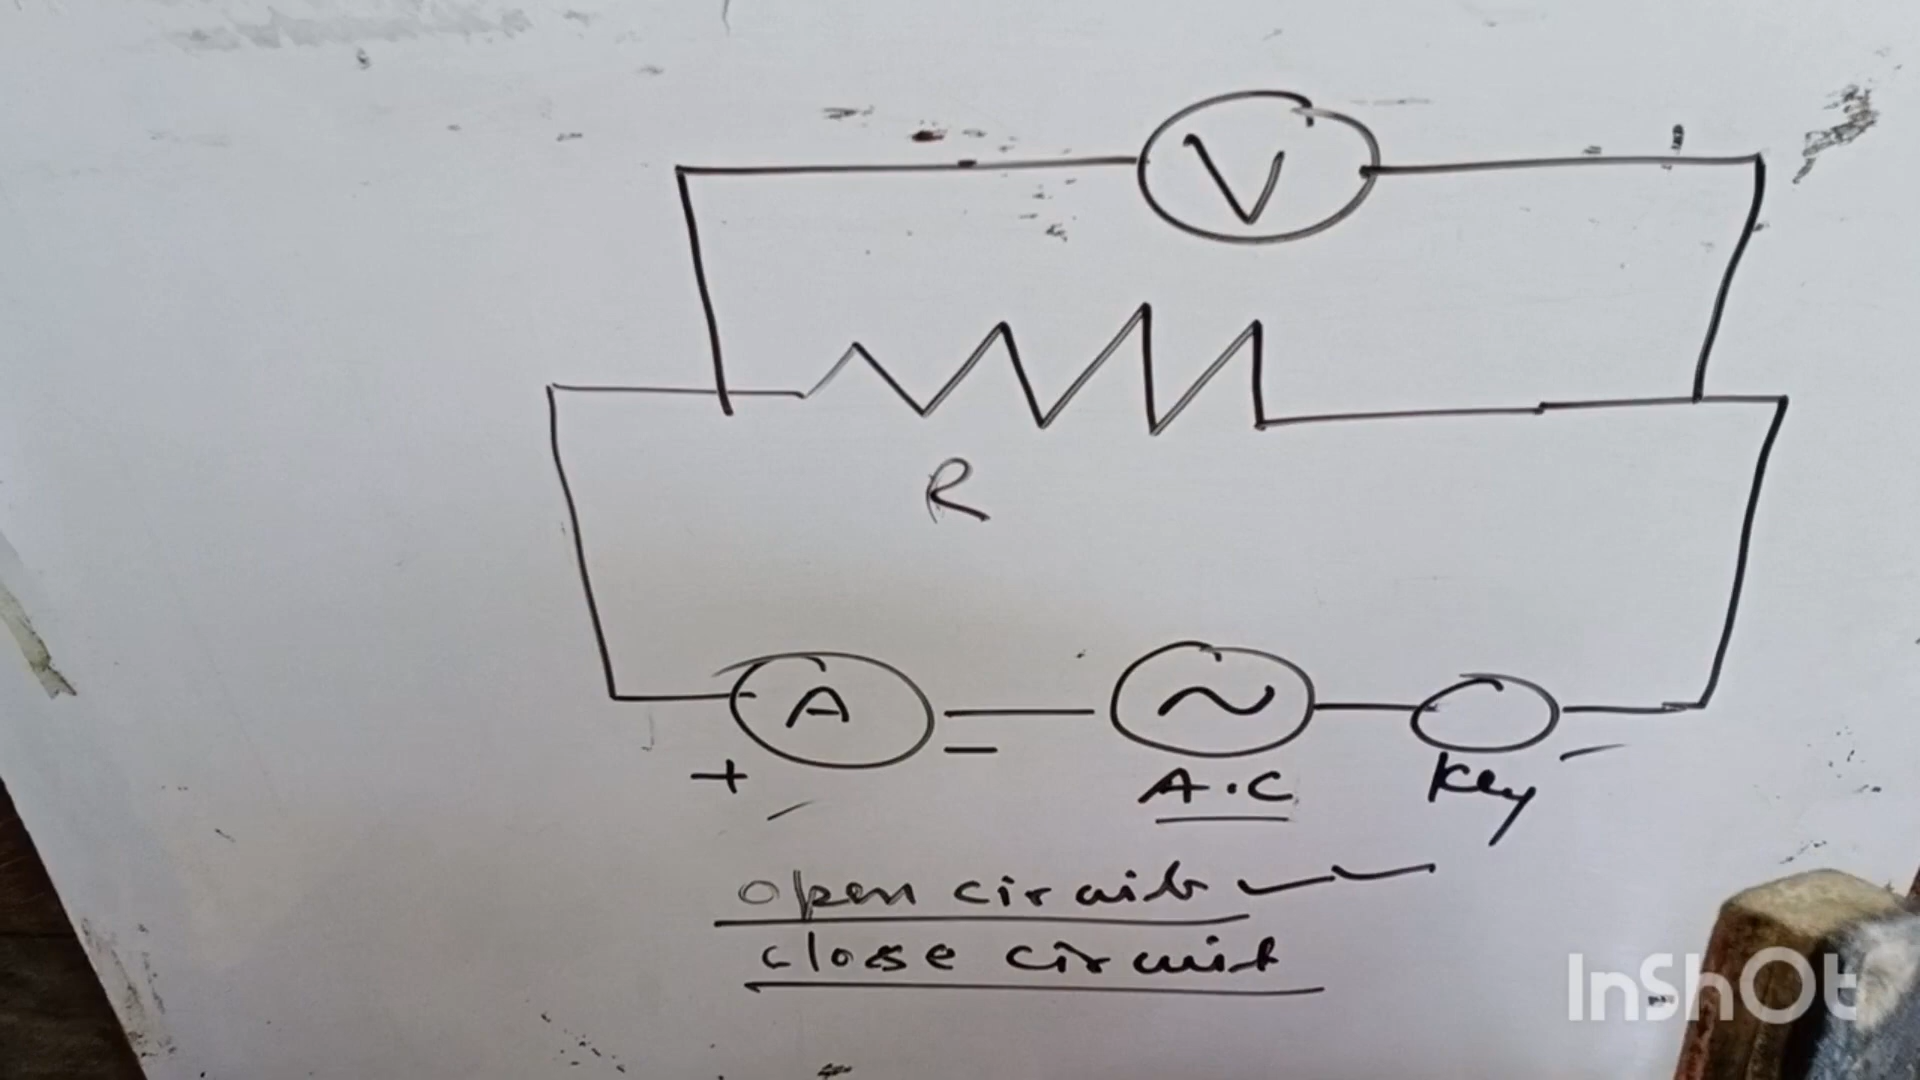 V
R
A ~
+ − A.C Key
open circuit
close circuit
InShOt